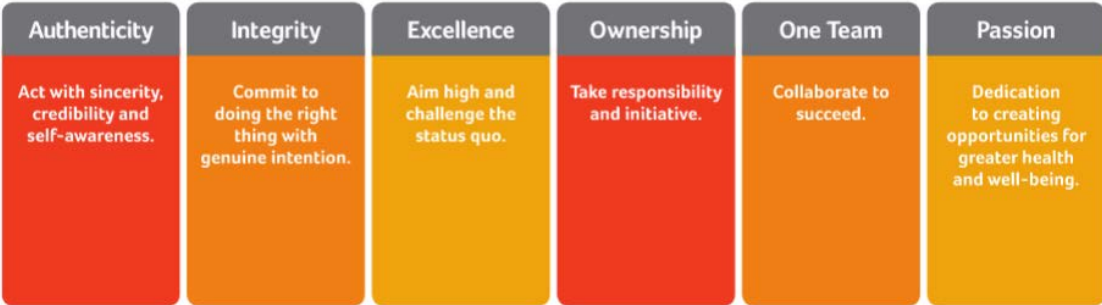 Authenticity
Act with sincerity,
credibility and
self-awareness.
Integrity
Commit to
doing the right
thing with
genuine intention.
Excellence
Aim high and
challenge the
status quo.
Ownership
Take responsibility
and initiative.
One Team
Collaborate to
succeed.
Passion
Dedication
to creating
opportunities for
greater health
and well-being.